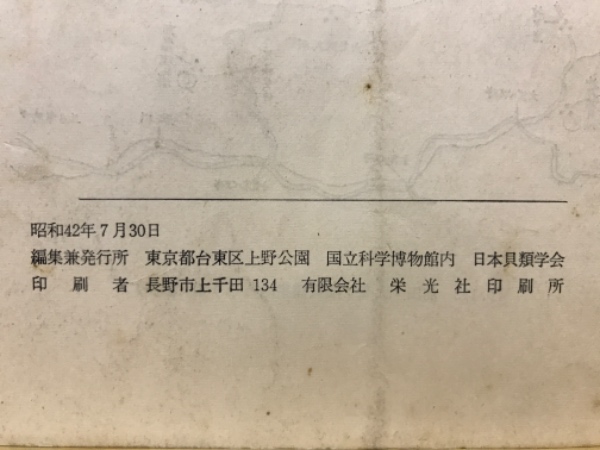 昭和42年7月30日
編集兼発行所 東京都台東区上野公園 国立科学博物館内 日本貝類学会
印刷者 長野市上千田 134 有限会社 栄光社印刷所